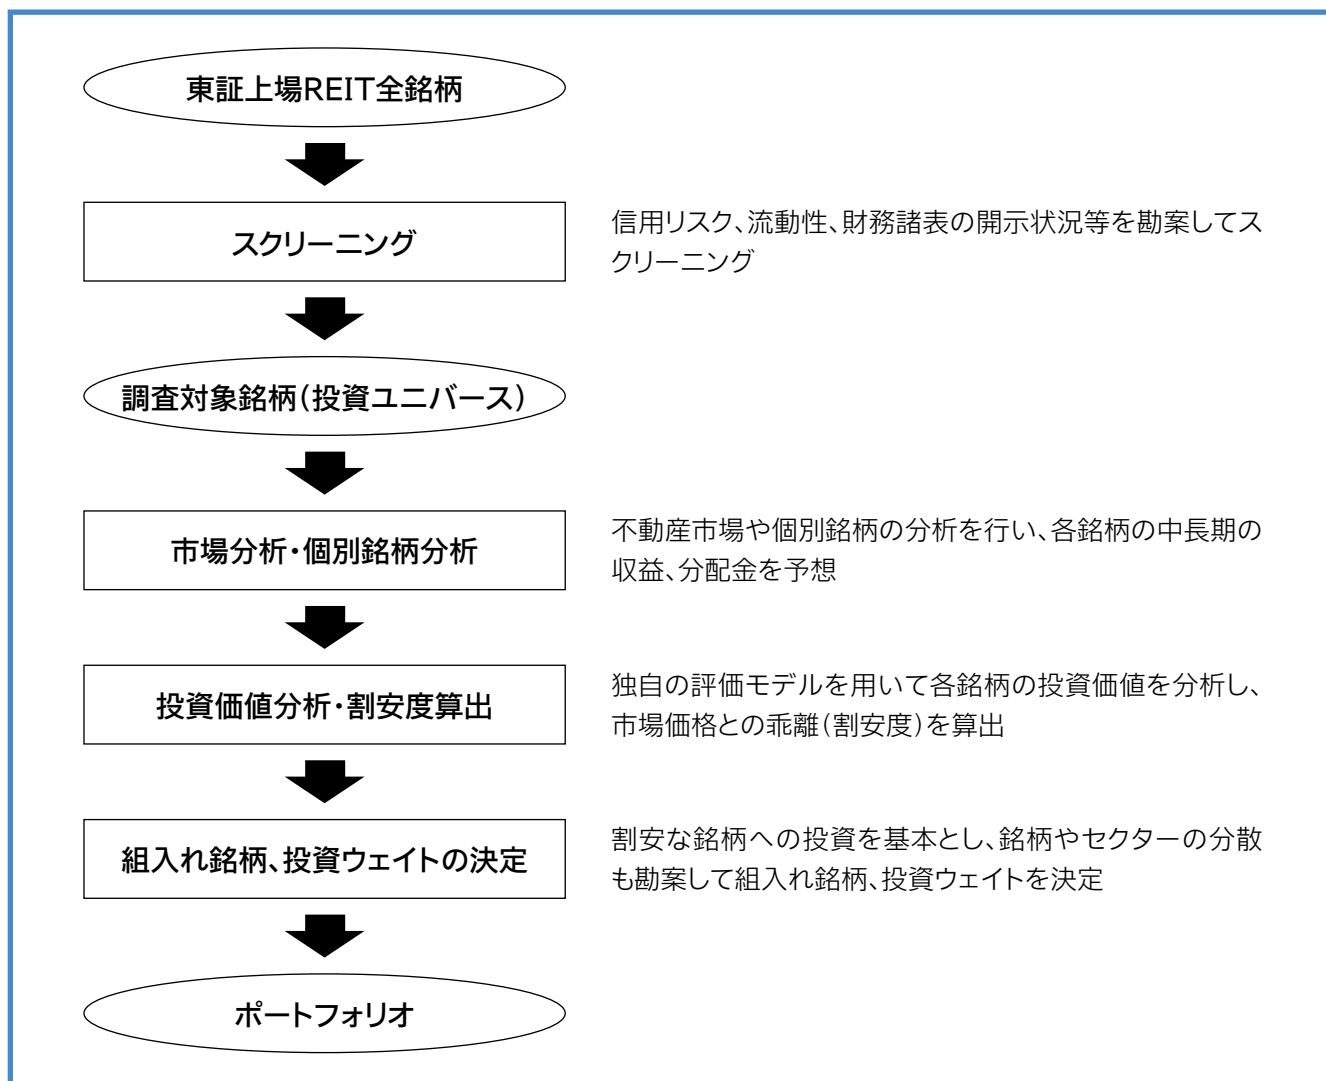 東証上場REIT全銘柄
スクリーニング
信用リスク、流動性、財務諸表の開示状況等を勘案してス
クリーニング
調査対象銘柄(投資ユニバース)
市場分析・個別銘柄分析
不動産市場や個別銘柄の分析を行い、各銘柄の中長期の
収益、分配金を予想
投資価値分析・割安度算出
独自の評価モデルを用いて各銘柄の投資価値を分析し、
市場価格との乖離(割安度)を算出
組入れ銘柄、投資ウェイトの決定
割安な銘柄への投資を基本とし、銘柄やセクターの分散
も勘案して組入れ銘柄、投資ウェイトを決定
ポートフォリオ